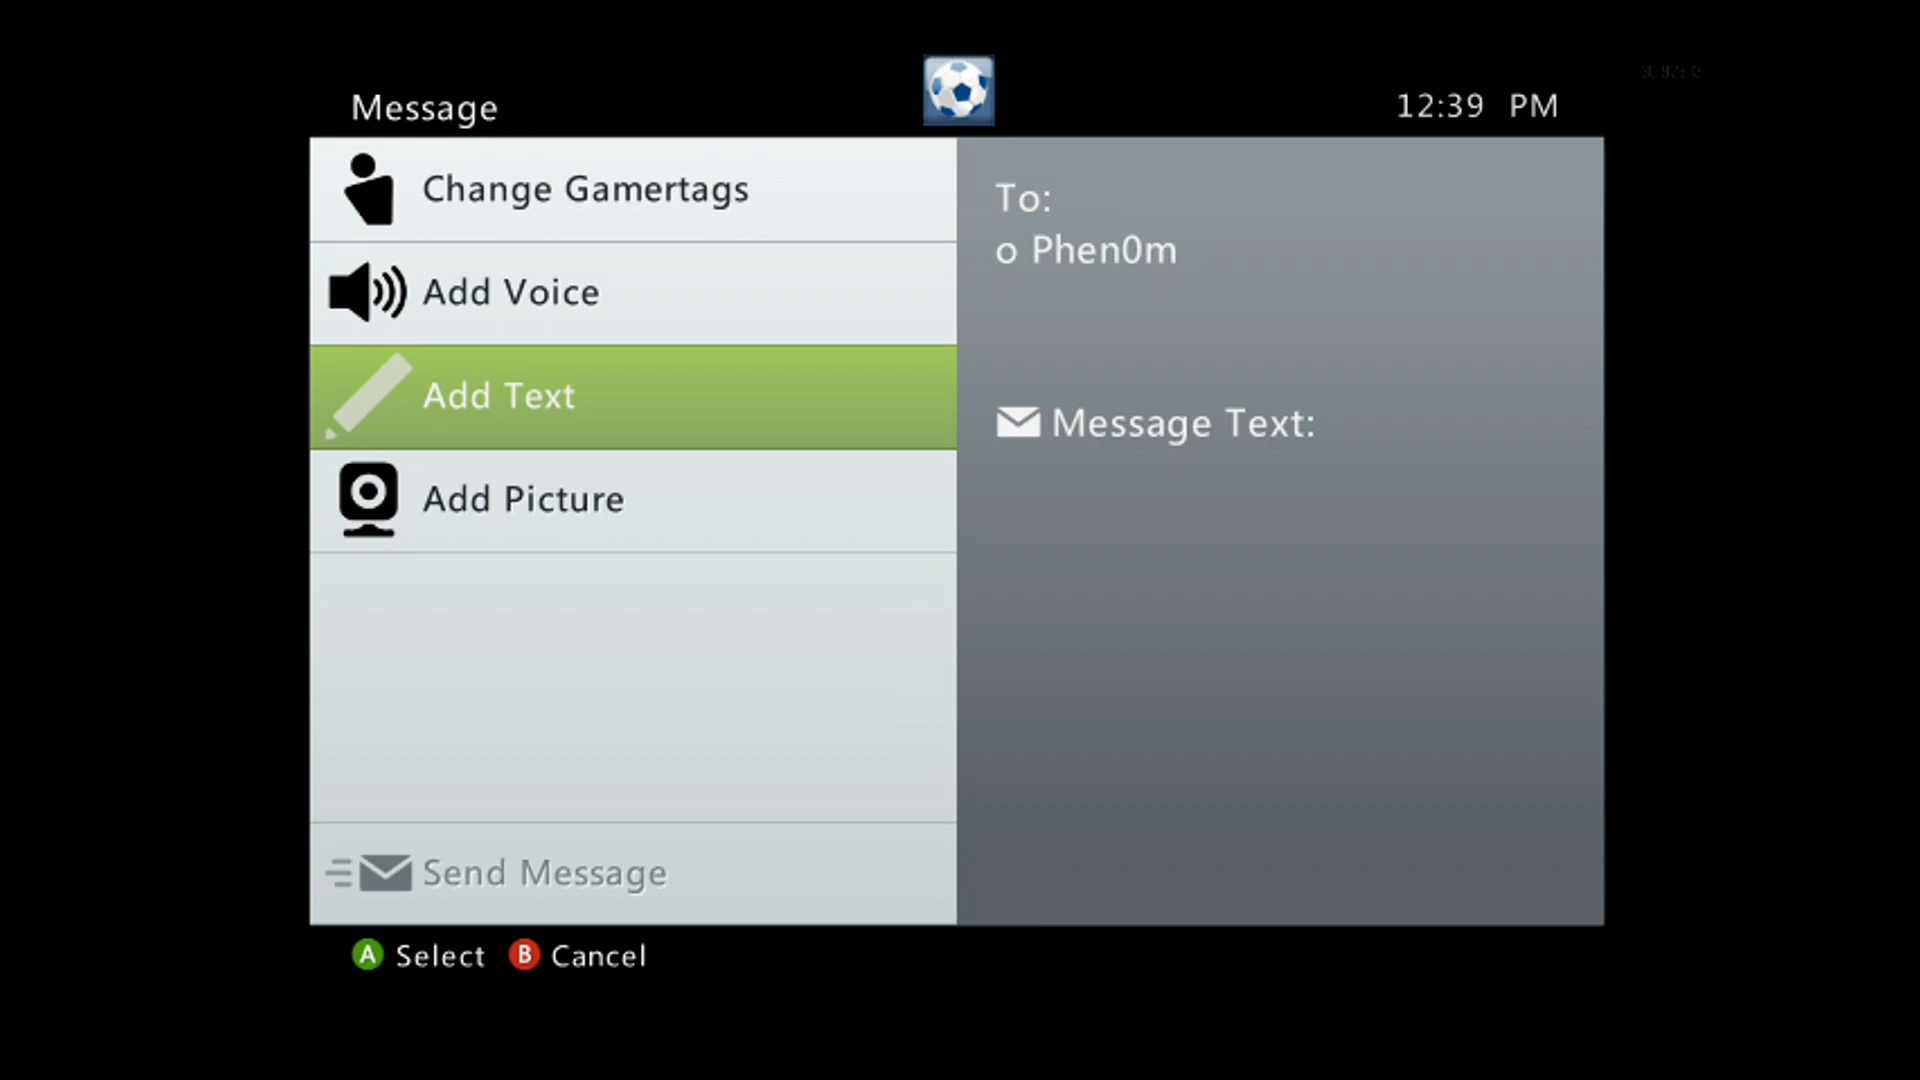 Message
12:39 PM
Change Gamertags
Add Voice
Add Text
Add Picture
Send Message
To:
o Phen0m
Message Text:
A Select B Cancel